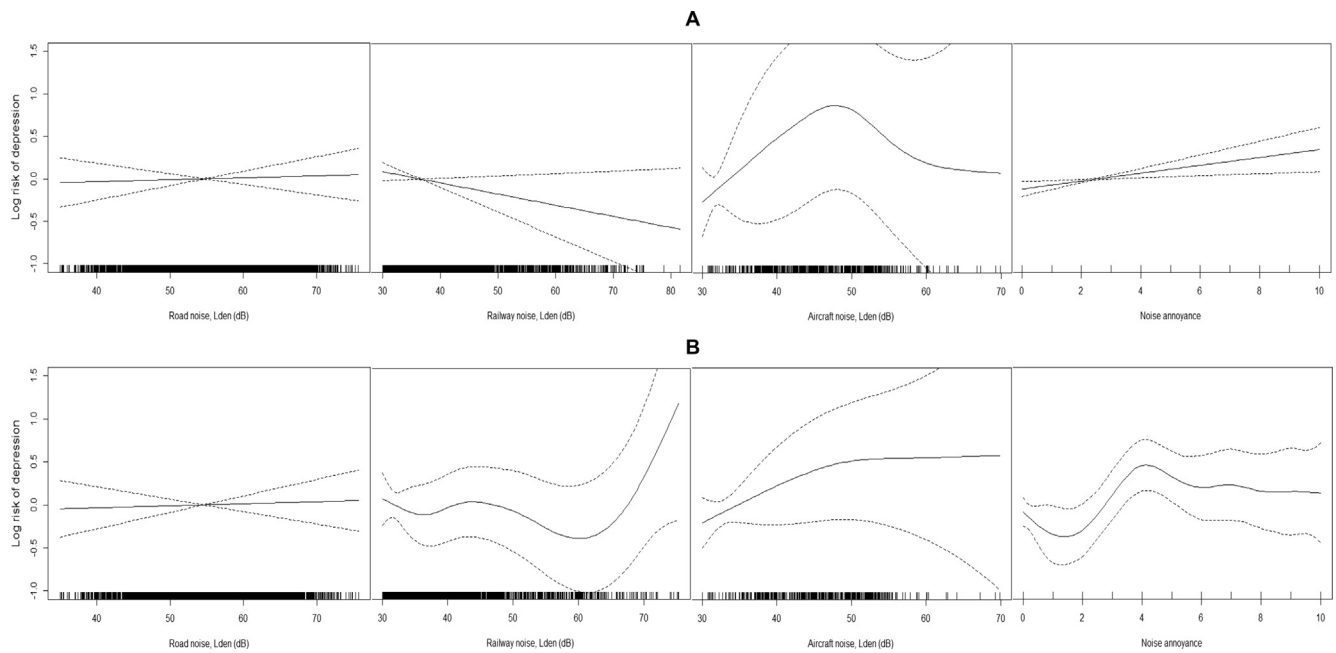 A
Log risk of depression
1.5
1.0
0.5
0.0
-0.5
-1.0
40 50 60 70
30 40 50 60 70 80
30 40 50 60 70
0 2 4 6 8 10
Road noise, Lden (dB)
Railway noise, Lden (dB)
Aircraft noise, Lden (dB)
Noise annoyance
B
Log risk of depression
1.5
1.0
0.5
0.0
-0.5
-1.0
40 50 60 70
30 40 50 60 70
30 40 50 60 70
0 2 4 6 8 10
Road noise, Lden (dB)
Railway noise, Lden (dB)
Aircraft noise, Lden (dB)
Noise annoyance